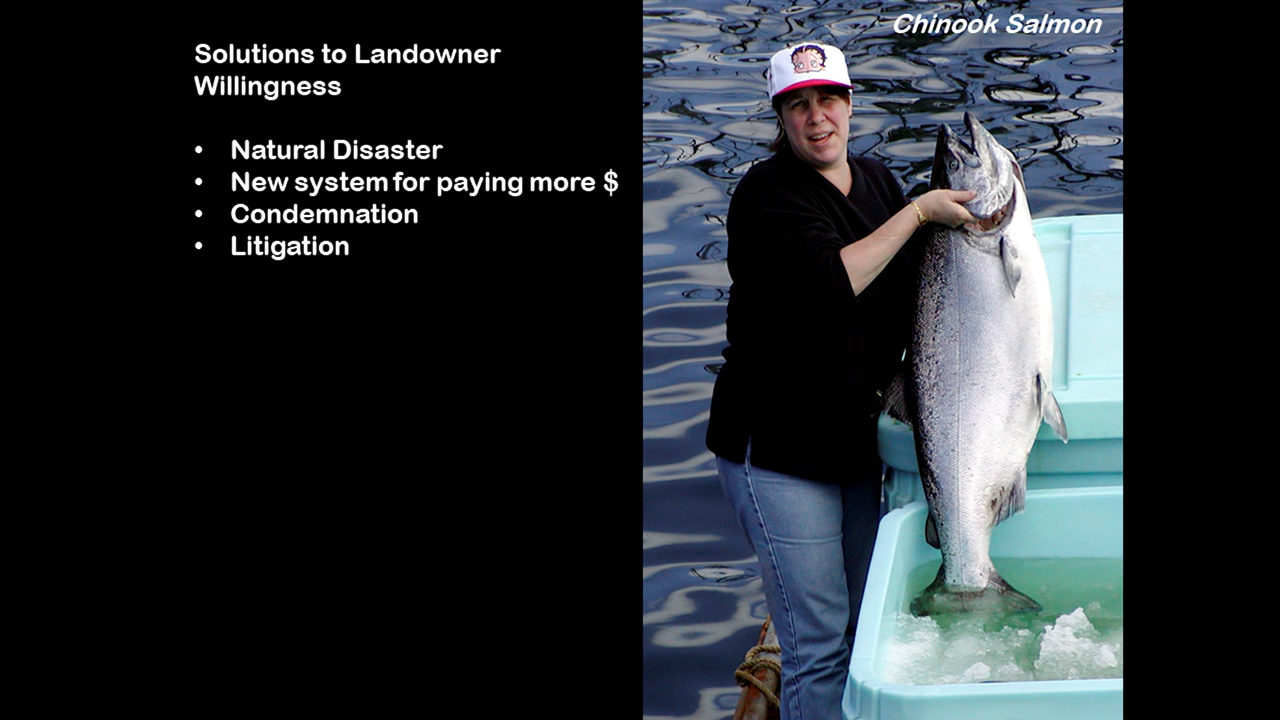 Chinook Salmon
Solutions to Landowner
Willingness
• Natural Disaster
• New system for paying more $
• Condemnation
• Litigation